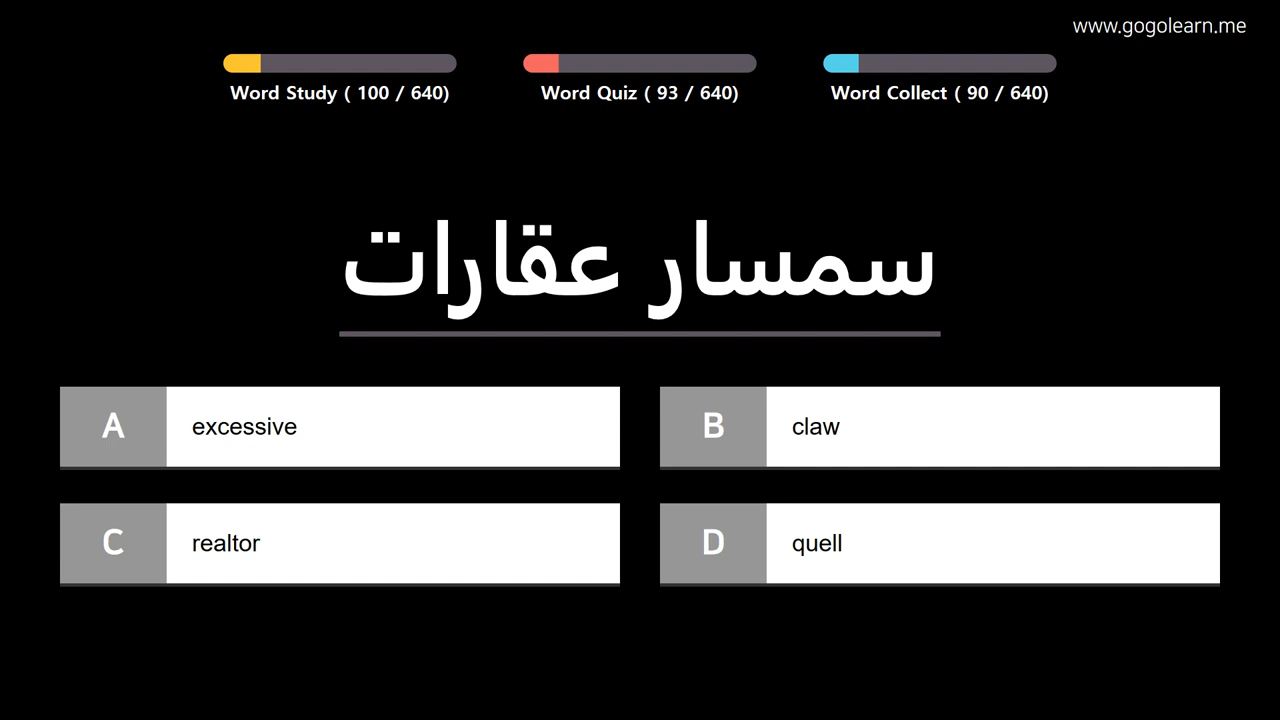 www.gogolearn.me
Word Study ( 100 / 640)
Word Quiz ( 93 / 640)
Word Collect ( 90 / 640)
سمسار عقارات
A excessive
B claw
C realtor
D quell